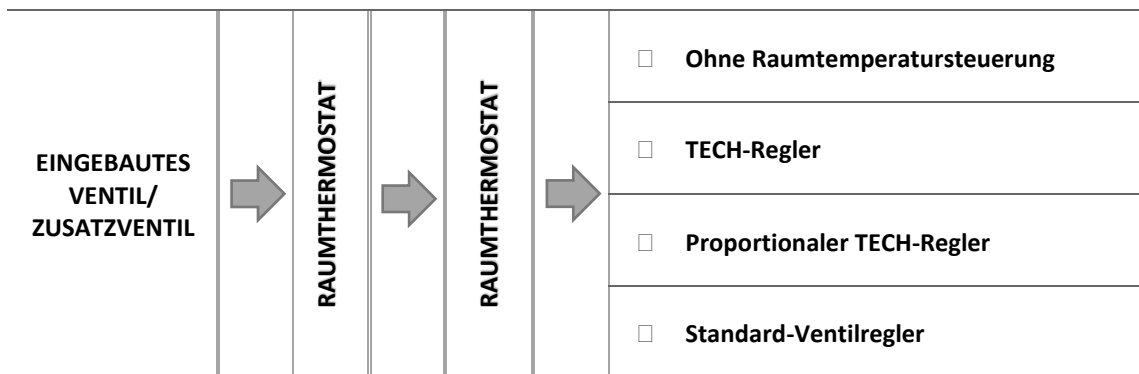 EINGEBAUTES
VENTIL/
ZUSATZVENTIL
RAUMTHERMOSTAT
RAUMTHERMOSTAT
Ohne Raumtemperatursteuerung
TECH-Regler
Proportionaler TECH-Regler
Standard-Ventilregler